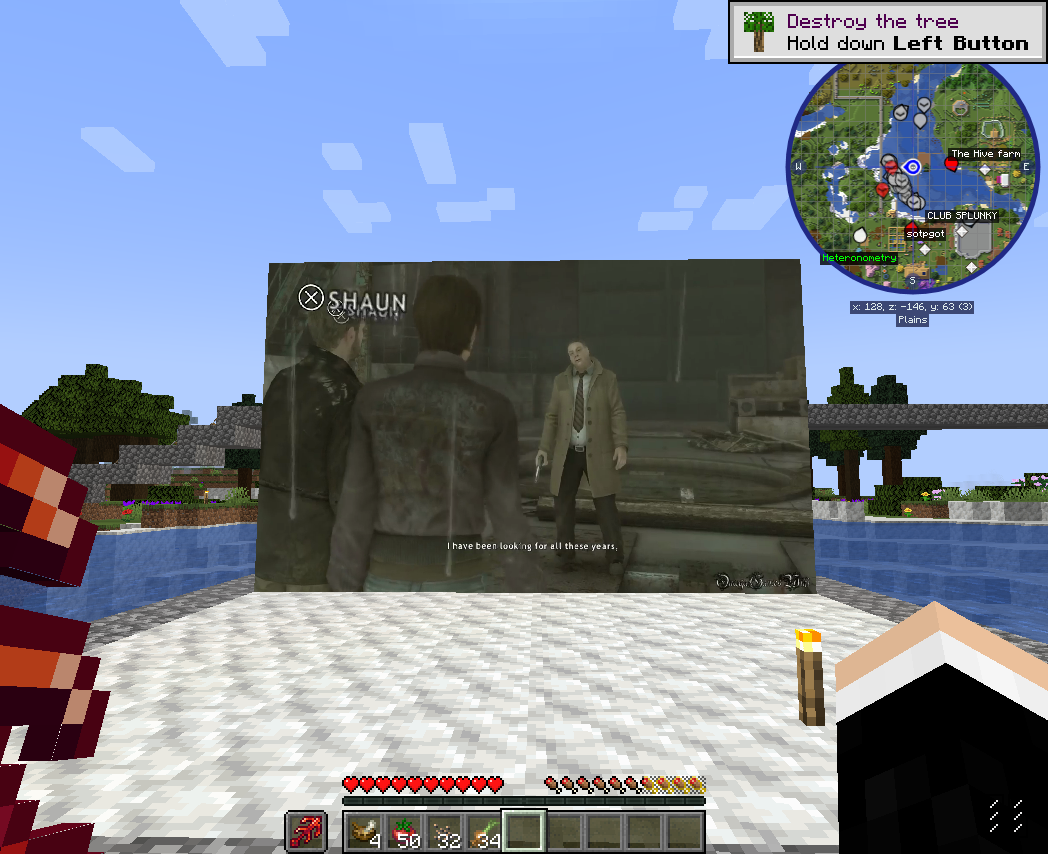 Destroy the tree
Hold down Left Button
W
The Hive farm
E
CLUB SPLUNKY
sotpgot
Heteronometry
S
x: 128, z: -146, y: 63 (3)
Plains
SHAUN
SHAUN
I have been looking for all these years,
4
50
32
34